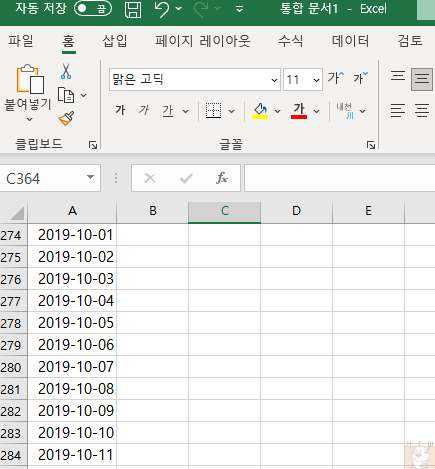 자동 저장 끔 통합 문서1 - Excel
파일 홈 삽입 페이지 레이아웃 수식 데이터 검토
붙여넣기 맑은 고딕 11 가 가
가 가 가 가 내천
클립보드 글꼴
C364 fx
A B C D E
274 2019-10-01
275 2019-10-02
276 2019-10-03
277 2019-10-04
278 2019-10-05
279 2019-10-06
280 2019-10-07
281 2019-10-08
282 2019-10-09
283 2019-10-10
284 2019-10-11